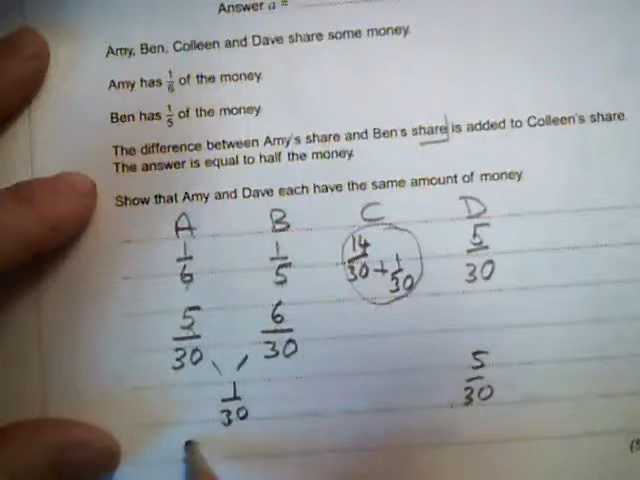 Answer a =
Amy, Ben, Colleen and Dave share some money.
Amy has 1/6 of the money.
Ben has 1/5 of the money.
The difference between Amy's share and Ben's share is added to Colleen's share.
The answer is equal to half the money.
Show that Amy and Dave each have the same amount of money.
A B C D
1/6 1/5 14/30 + 1/30 5/30
5/30 6/30
1/30 5/30